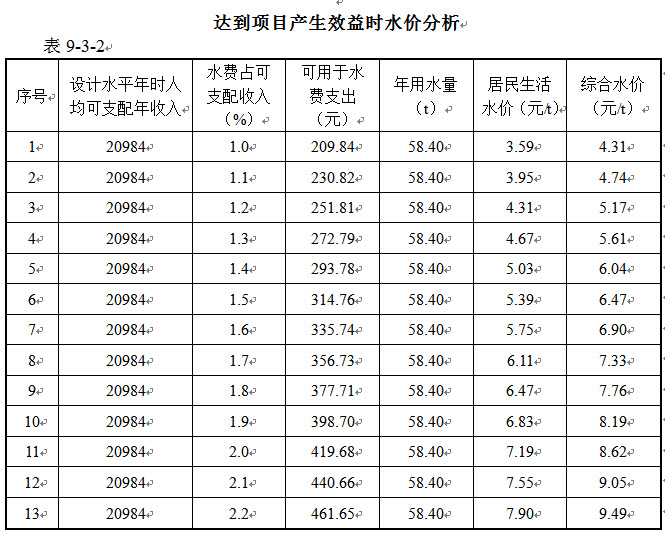 达到项目产生效益时水价分析
表 9-3-2
序号 设计水平年时人均可支配年收入 水费占可支配收入（%） 可用于水费支出（元） 年用水量（t） 居民生活水价（元/t） 综合水价（元/t）
1 20984 1.0 209.84 58.40 3.59 4.31
2 20984 1.1 230.82 58.40 3.95 4.74
3 20984 1.2 251.81 58.40 4.31 5.17
4 20984 1.3 272.79 58.40 4.67 5.61
5 20984 1.4 293.78 58.40 5.03 6.04
6 20984 1.5 314.76 58.40 5.39 6.47
7 20984 1.6 335.74 58.40 5.75 6.90
8 20984 1.7 356.73 58.40 6.11 7.33
9 20984 1.8 377.71 58.40 6.47 7.76
10 20984 1.9 398.70 58.40 6.83 8.19
11 20984 2.0 419.68 58.40 7.19 8.62
12 20984 2.1 440.66 58.40 7.55 9.05
13 20984 2.2 461.65 58.40 7.90 9.49